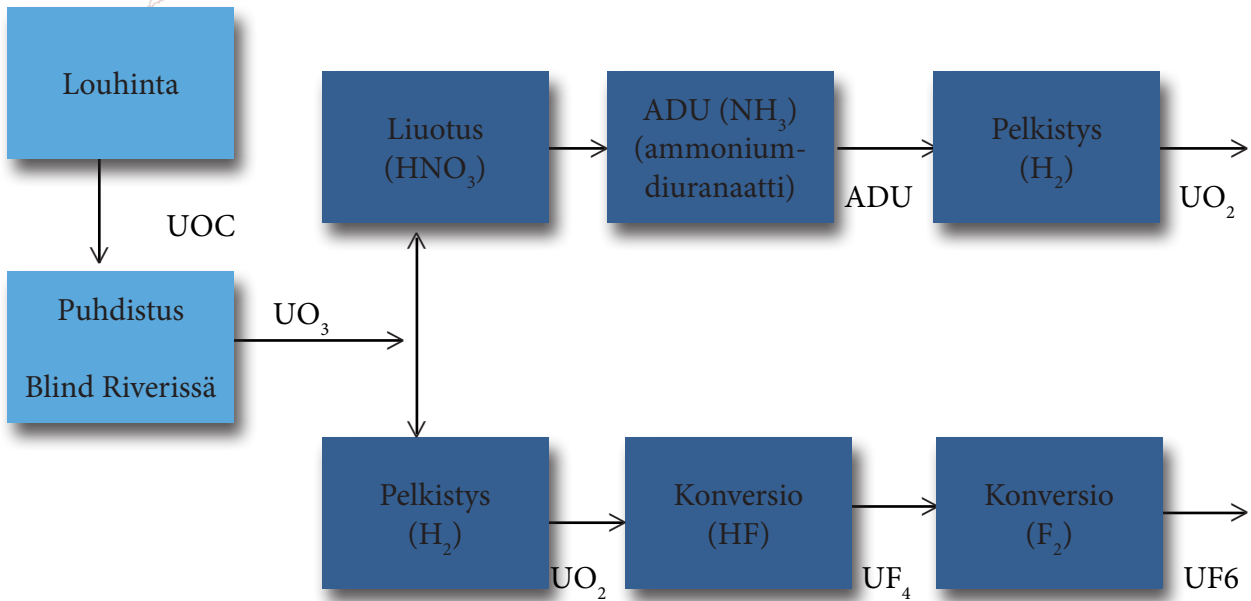 Louhinta
UOC
Puhdistus
Blind Riverissä
UO₃
Liuotus
(HNO₃)
ADU (NH₃)
(ammonium-
diuranaatti)
ADU
Pelkistys
(H₂)
UO₂
Pelkistys
(H₂)
UO₂
Konversio
(HF)
UF₄
Konversio
(F₂)
UF6